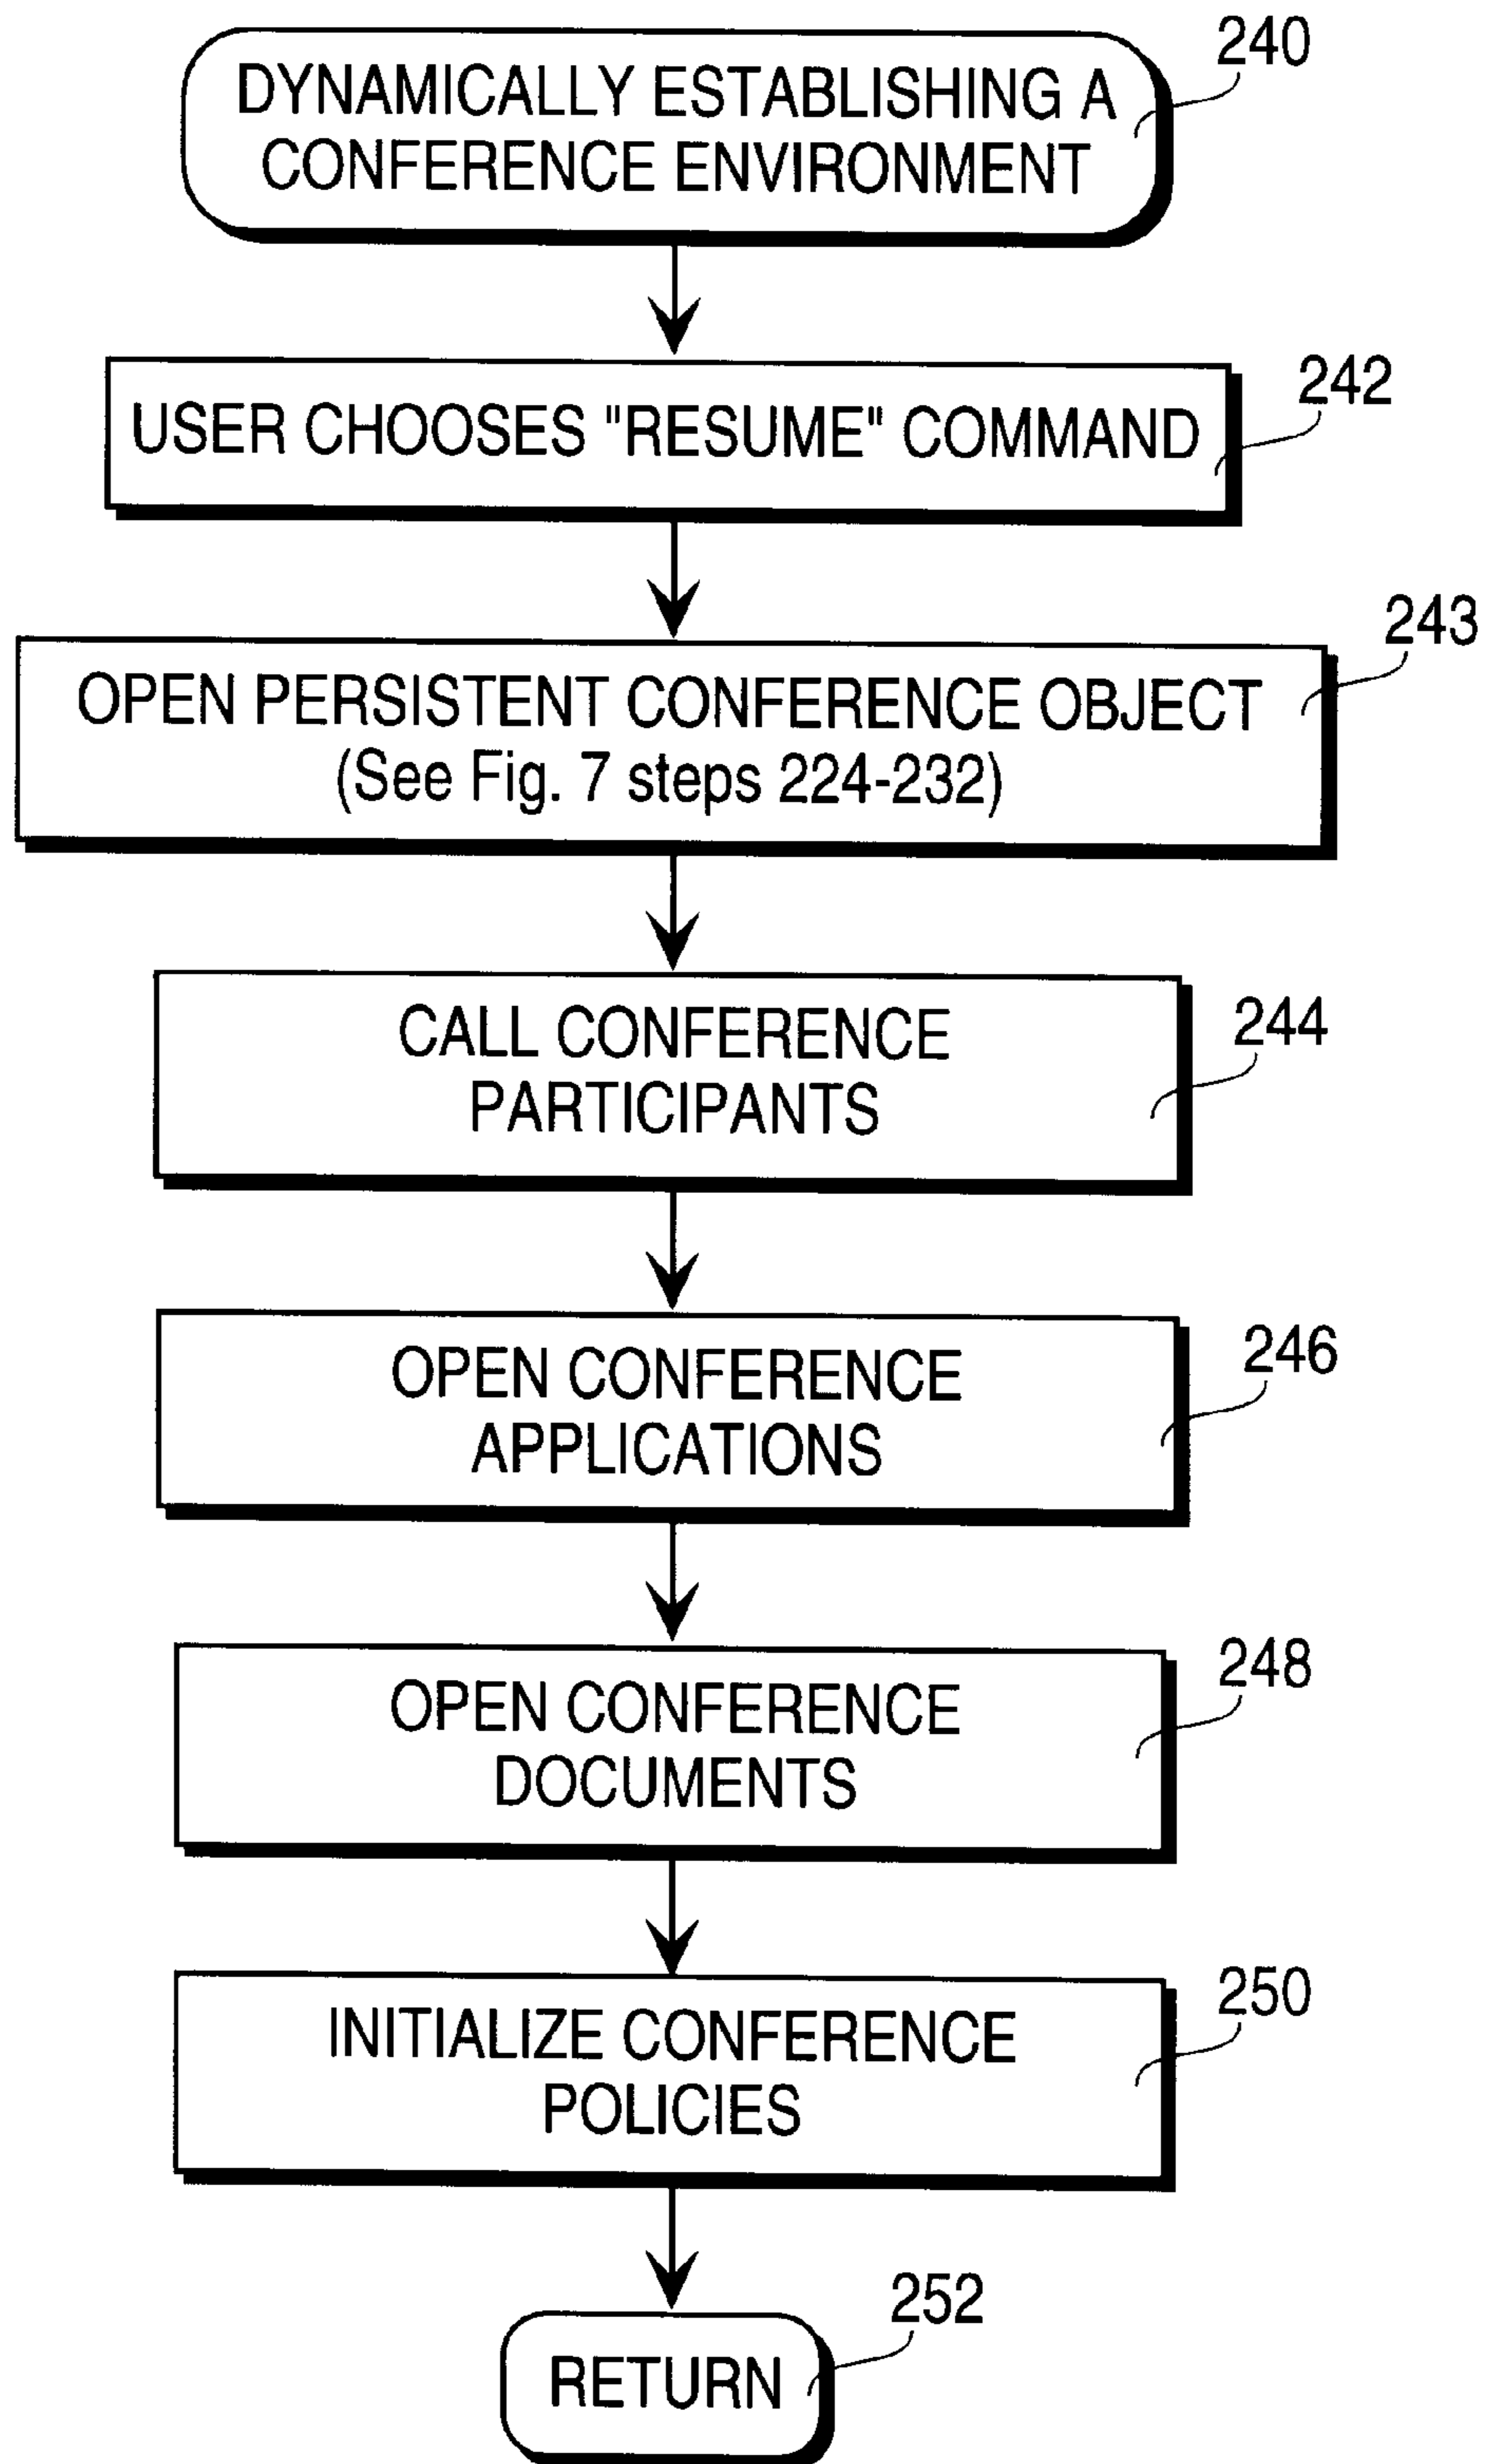 240
DYNAMICALLY ESTABLISHING A
CONFERENCE ENVIRONMENT
242
USER CHOOSES "RESUME" COMMAND
243
OPEN PERSISTENT CONFERENCE OBJECT
(See Fig. 7 steps 224-232)
244
CALL CONFERENCE
PARTICIPANTS
246
OPEN CONFERENCE
APPLICATIONS
248
OPEN CONFERENCE
DOCUMENTS
250
INITIALIZE CONFERENCE
POLICIES
252
RETURN